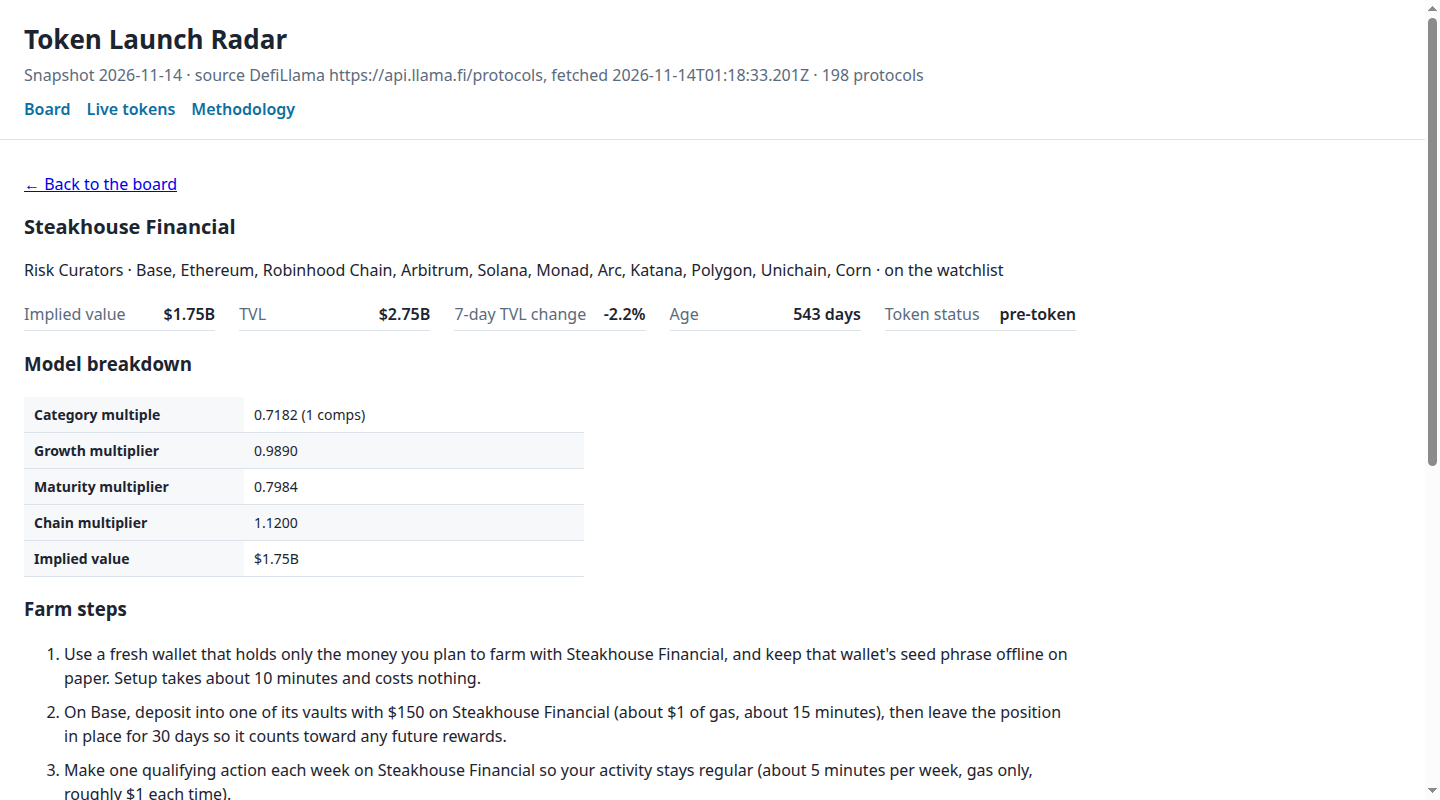 Token Launch Radar
Snapshot 2026-11-14 · source DefiLlama https://api.llama.fi/protocols, fetched 2026-11-14T01:18:33.201Z · 198 protocols
Board Live tokens Methodology
← Back to the board
Steakhouse Financial
Risk Curators · Base, Ethereum, Robinhood Chain, Arbitrum, Solana, Monad, Arc, Katana, Polygon, Unichain, Corn · on the watchlist
Implied value $1.75B TVL $2.75B 7-day TVL change -2.2% Age 543 days Token status pre-token
Model breakdown
Category multiple 0.7182 (1 comps)
Growth multiplier 0.9890
Maturity multiplier 0.7984
Chain multiplier 1.1200
Implied value $1.75B
Farm steps
1. Use a fresh wallet that holds only the money you plan to farm with Steakhouse Financial, and keep that wallet's seed phrase offline on
paper. Setup takes about 10 minutes and costs nothing.
2. On Base, deposit into one of its vaults with $150 on Steakhouse Financial (about $1 of gas, about 15 minutes), then leave the position
in place for 30 days so it counts toward any future rewards.
3. Make one qualifying action each week on Steakhouse Financial so your activity stays regular (about 5 minutes per week, gas only,
roughly $1 each time).